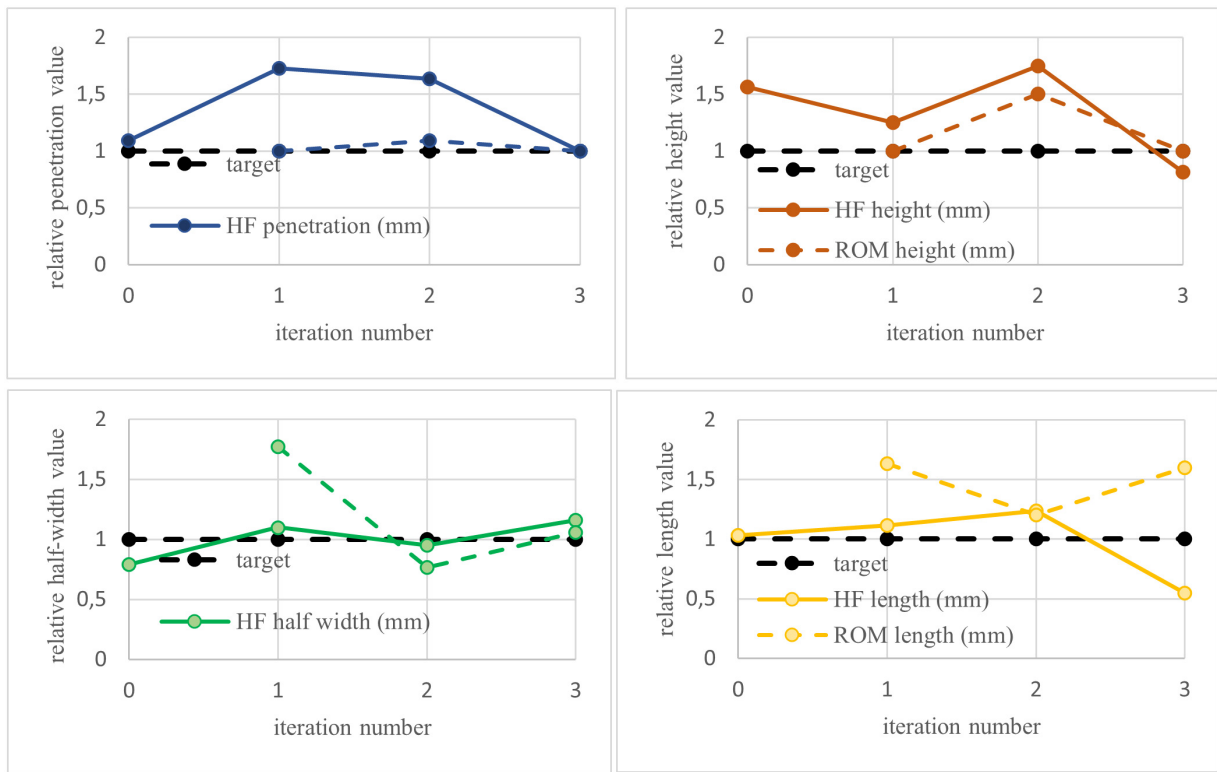 relative penetration value
2
1,5
1
0,5
0
target
HF penetration (mm)
0 1 2 3
iteration number
relative height value
2
1,5
1
0,5
0
target
HF height (mm)
ROM height (mm)
0 1 2 3
iteration number
relative half-width value
2
1,5
1
0,5
0
target
HF half width (mm)
0 1 2 3
iteration number
relative length value
2
1,5
1
0,5
0
target
HF length (mm)
ROM length (mm)
0 1 2 3
iteration number